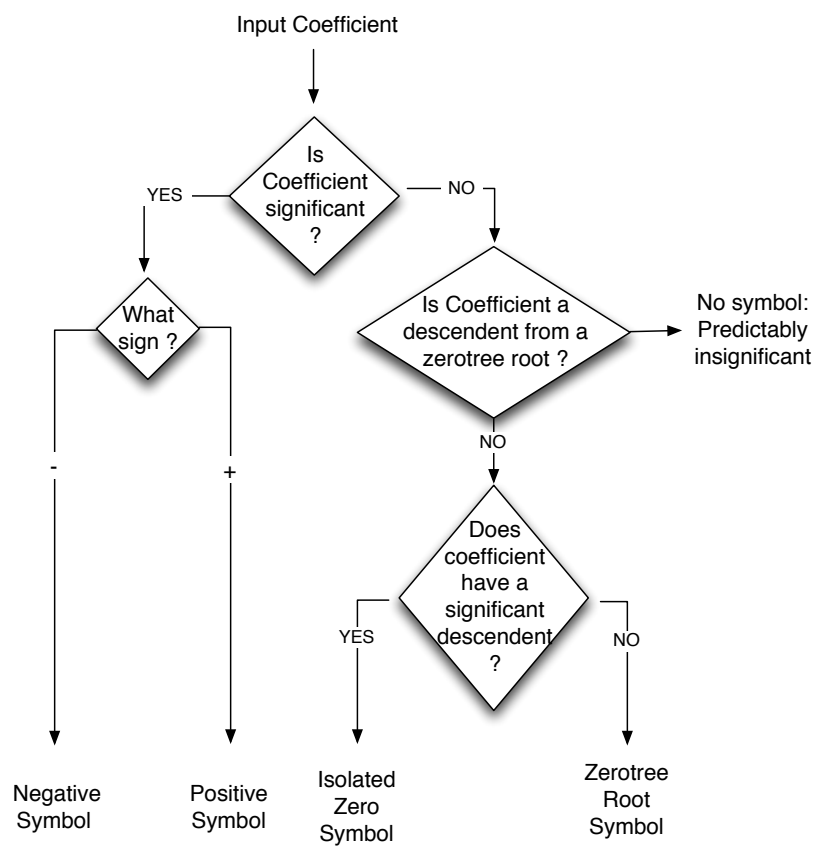 Input Coefficient
Is
Coefficient
significant
?
YES
NO
What
sign ?
Is Coefficient a
descendent from a
zerotree root ?
No symbol:
Predictably
insignificant
NO
-
+
Does
coefficient
have a
significant
descendent
?
YES
NO
Negative
Symbol
Positive
Symbol
Isolated
Zero
Symbol
Zerotree
Root
Symbol